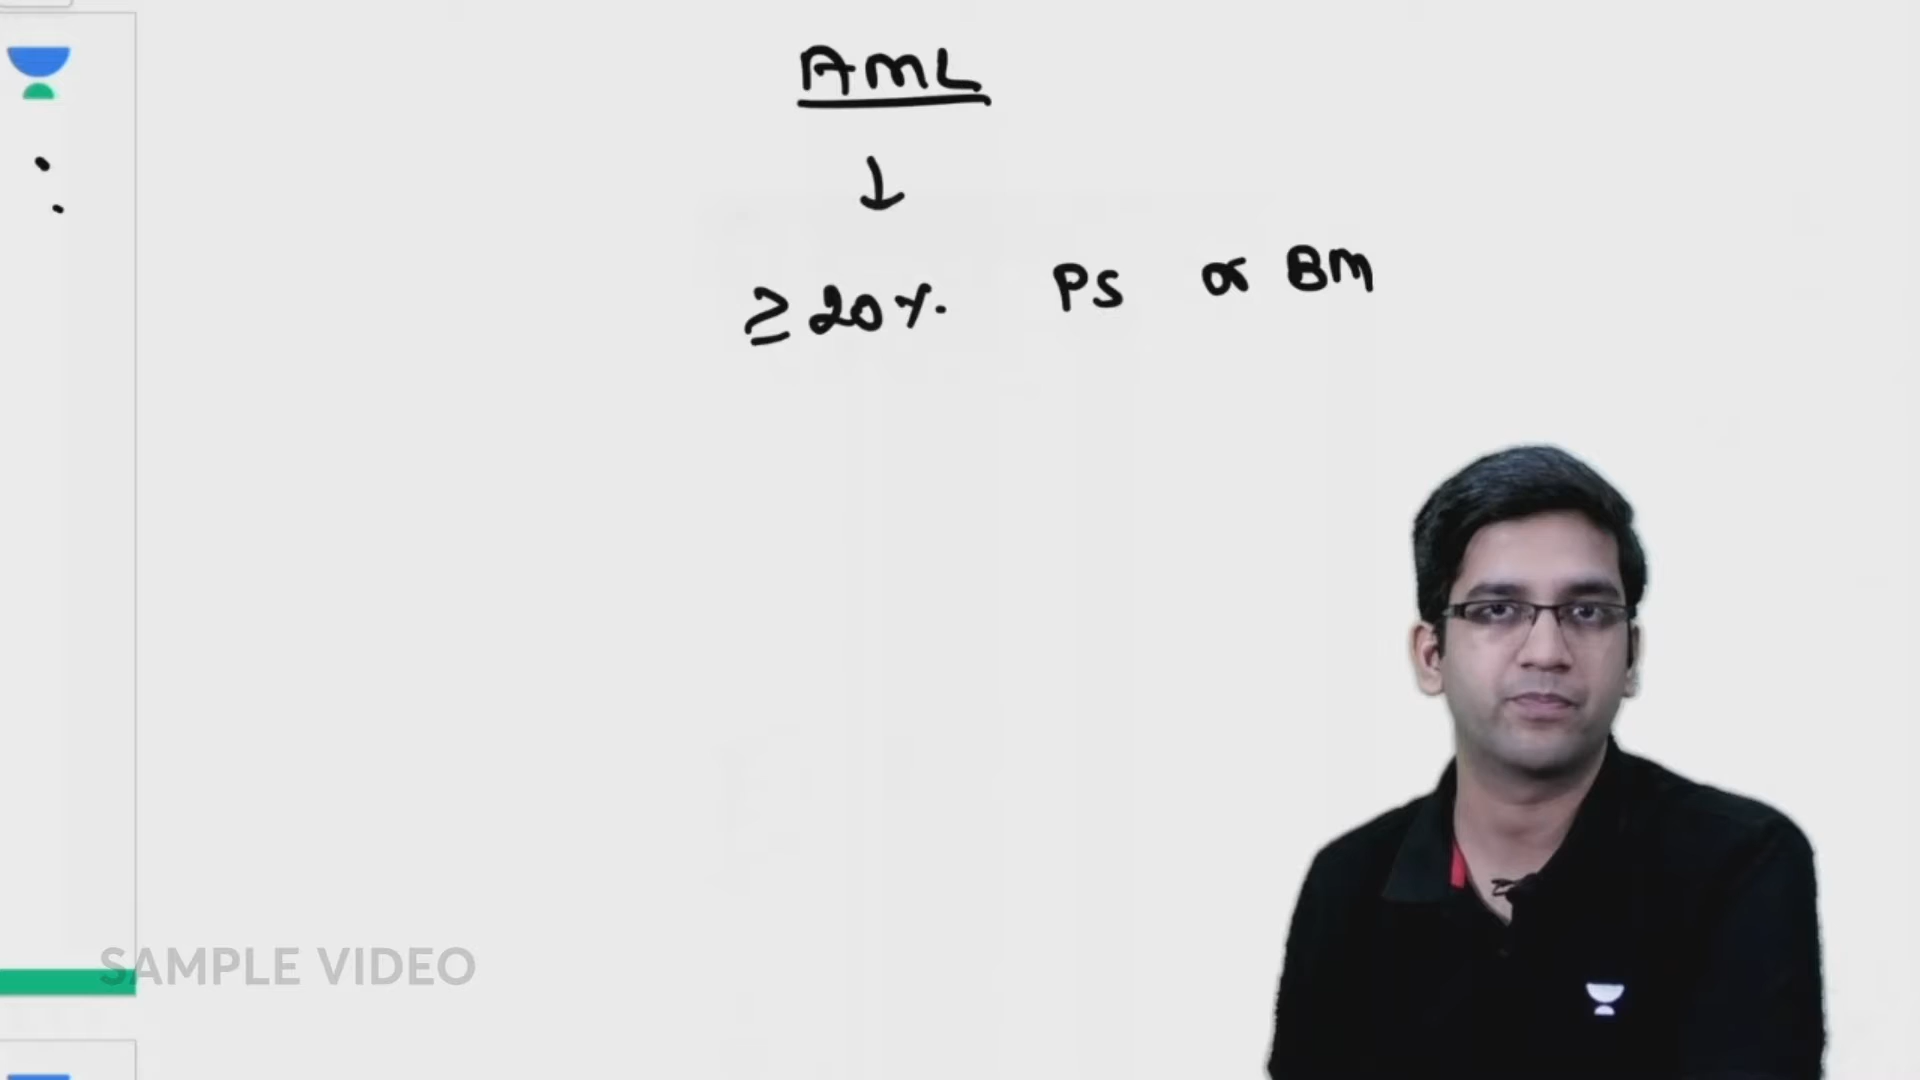 AML
↓
≥ 20% PS or BM
SAMPLE VIDEO